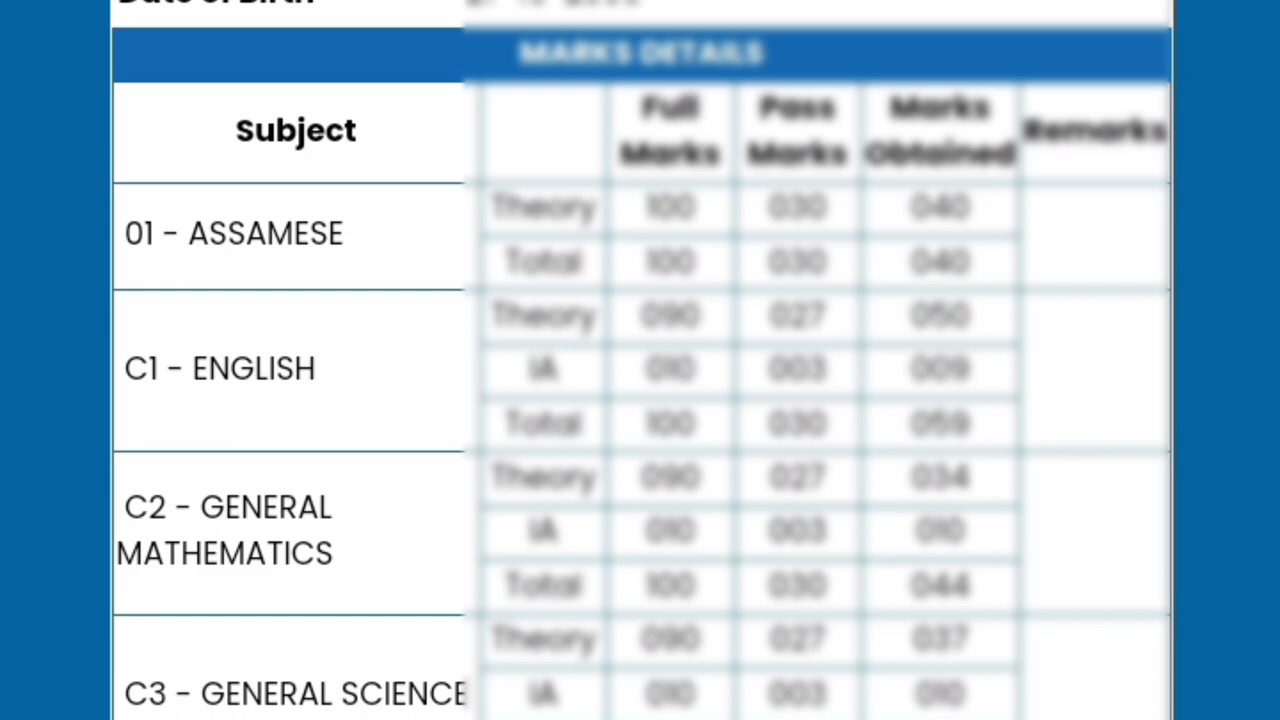 Date of Birth
MARKS DETAILS
Subject Full Marks Pass Marks Marks Obtained Remarks
01 - ASSAMESE Theory 100 030 040
Total 100 030 040
C1 - ENGLISH Theory 090 027 050
IA 010 003 009
Total 100 030 059
C2 - GENERAL MATHEMATICS Theory 090 027 034
IA 010 003 010
Total 100 030 044
C3 - GENERAL SCIENCE Theory 090 027 037
IA 010 003 010